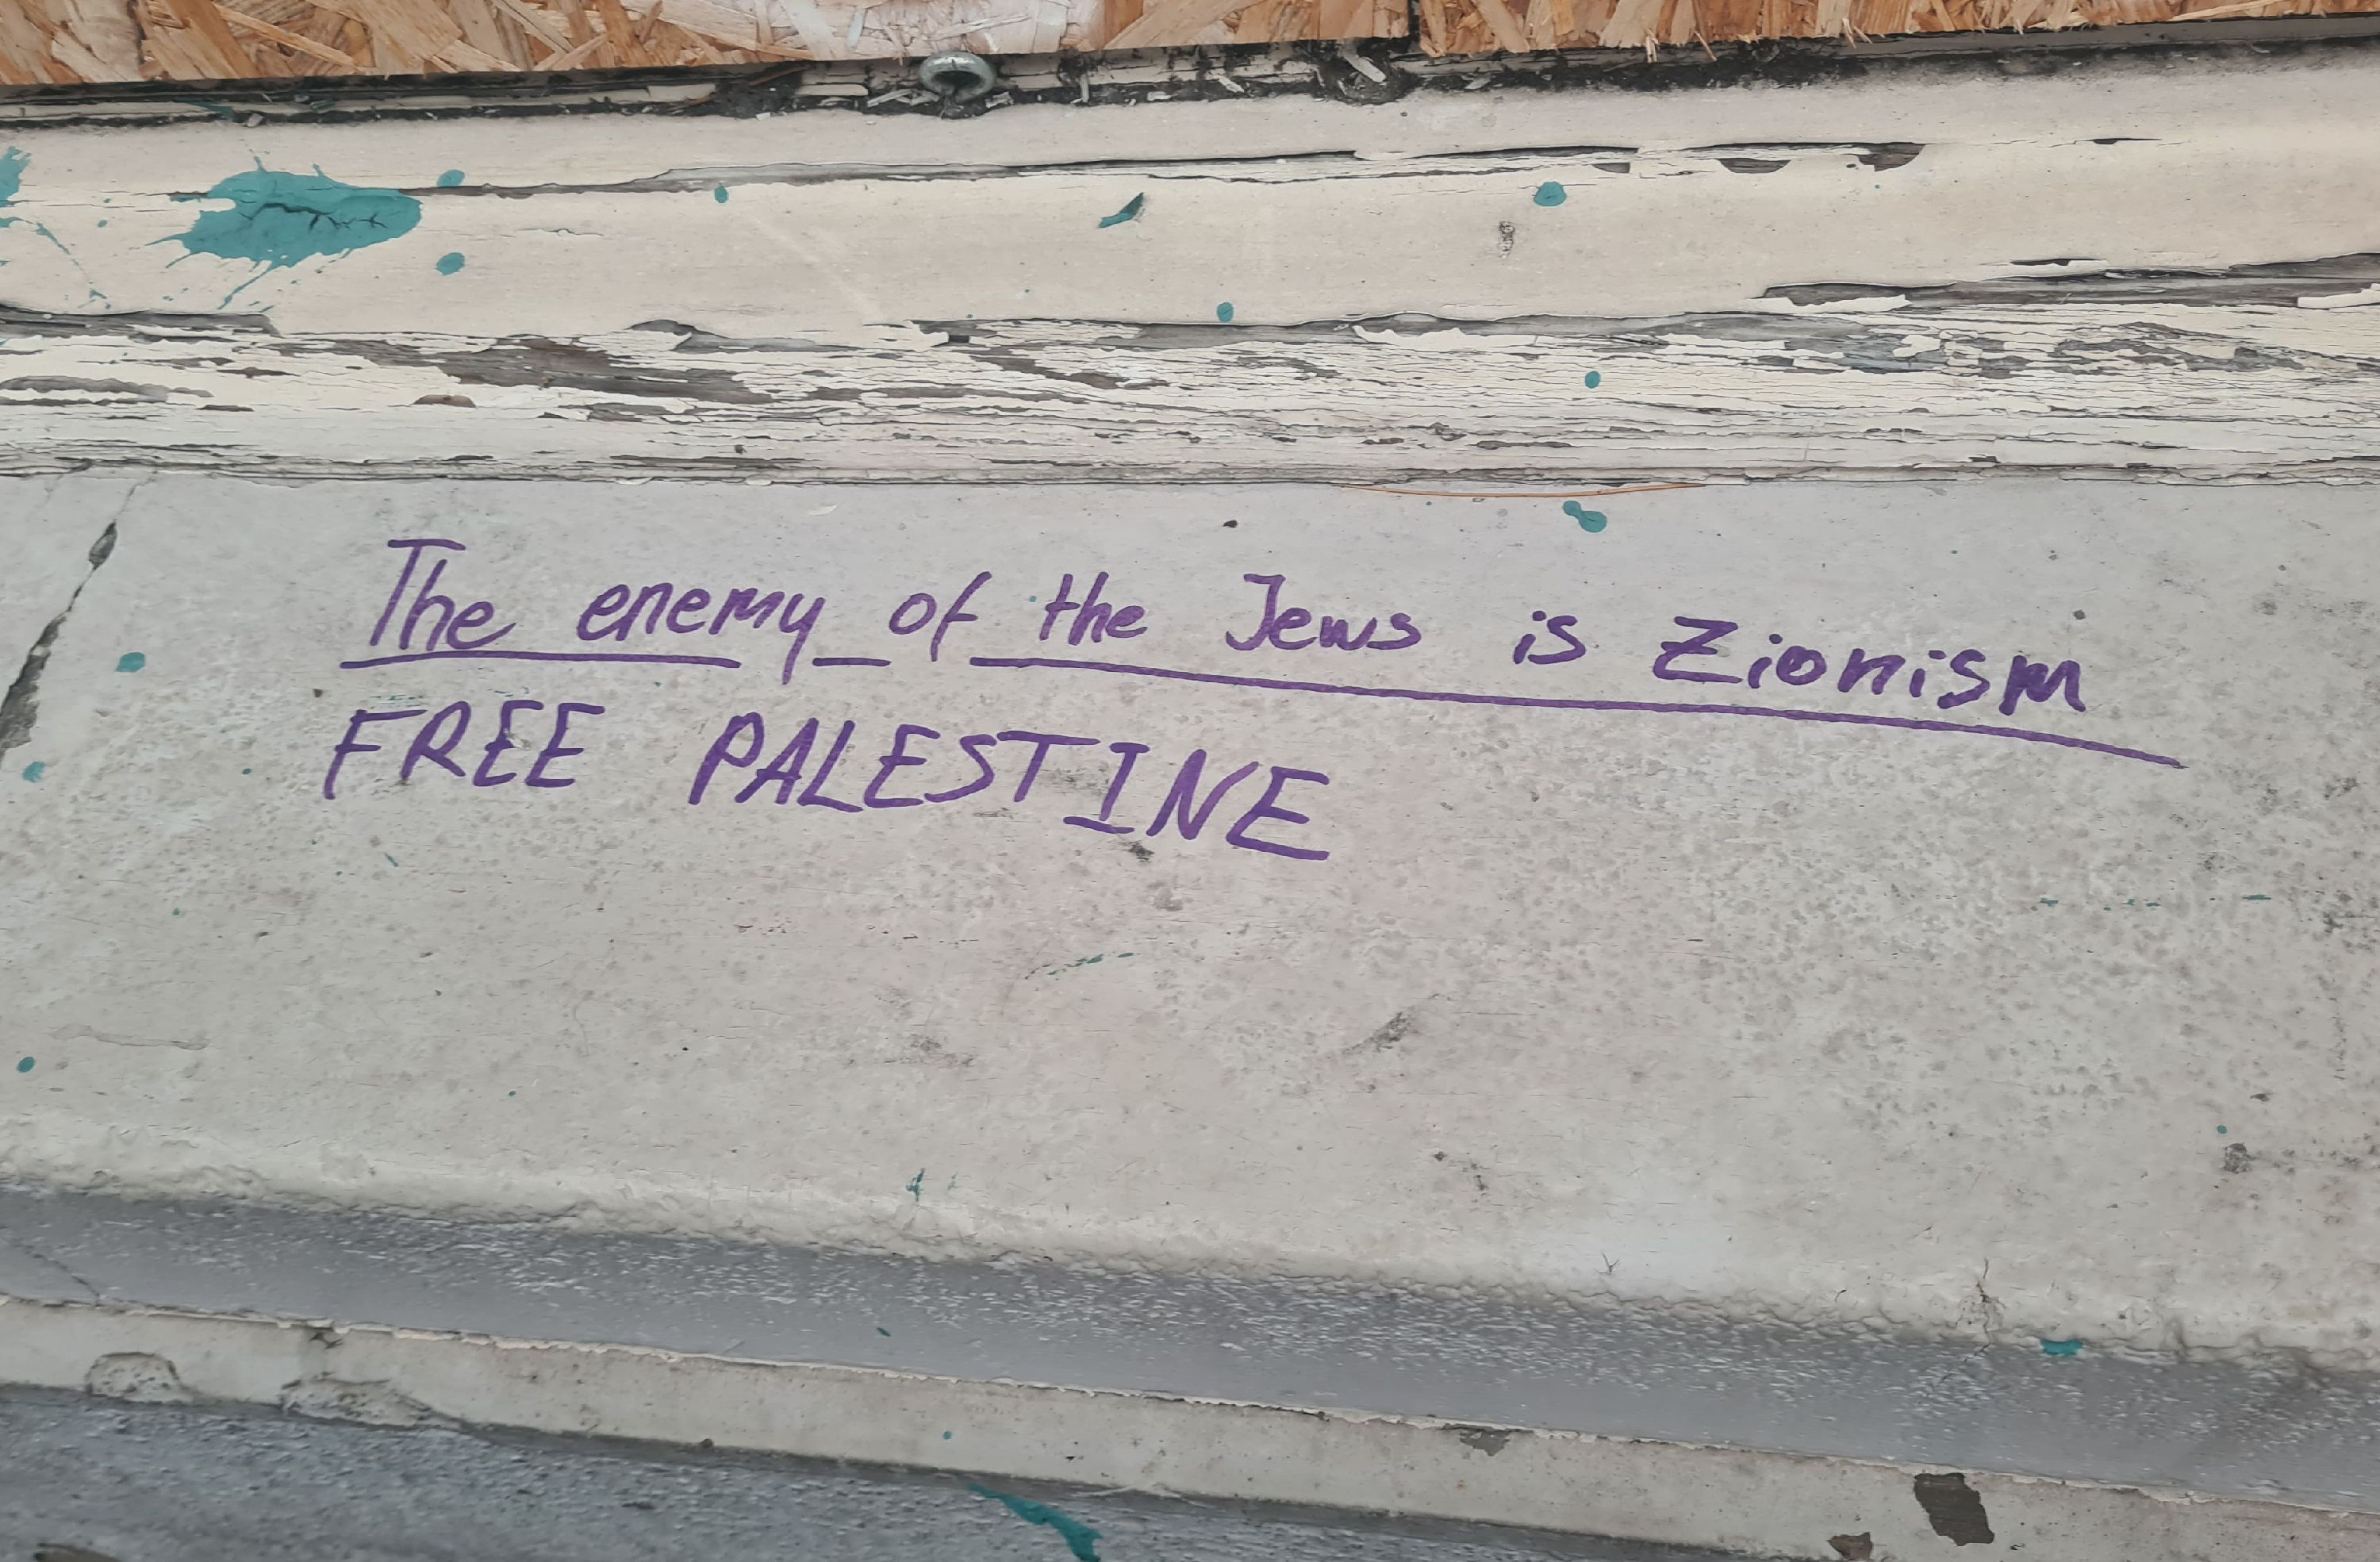 The enemy of the Jews is Zionism
FREE PALESTINE